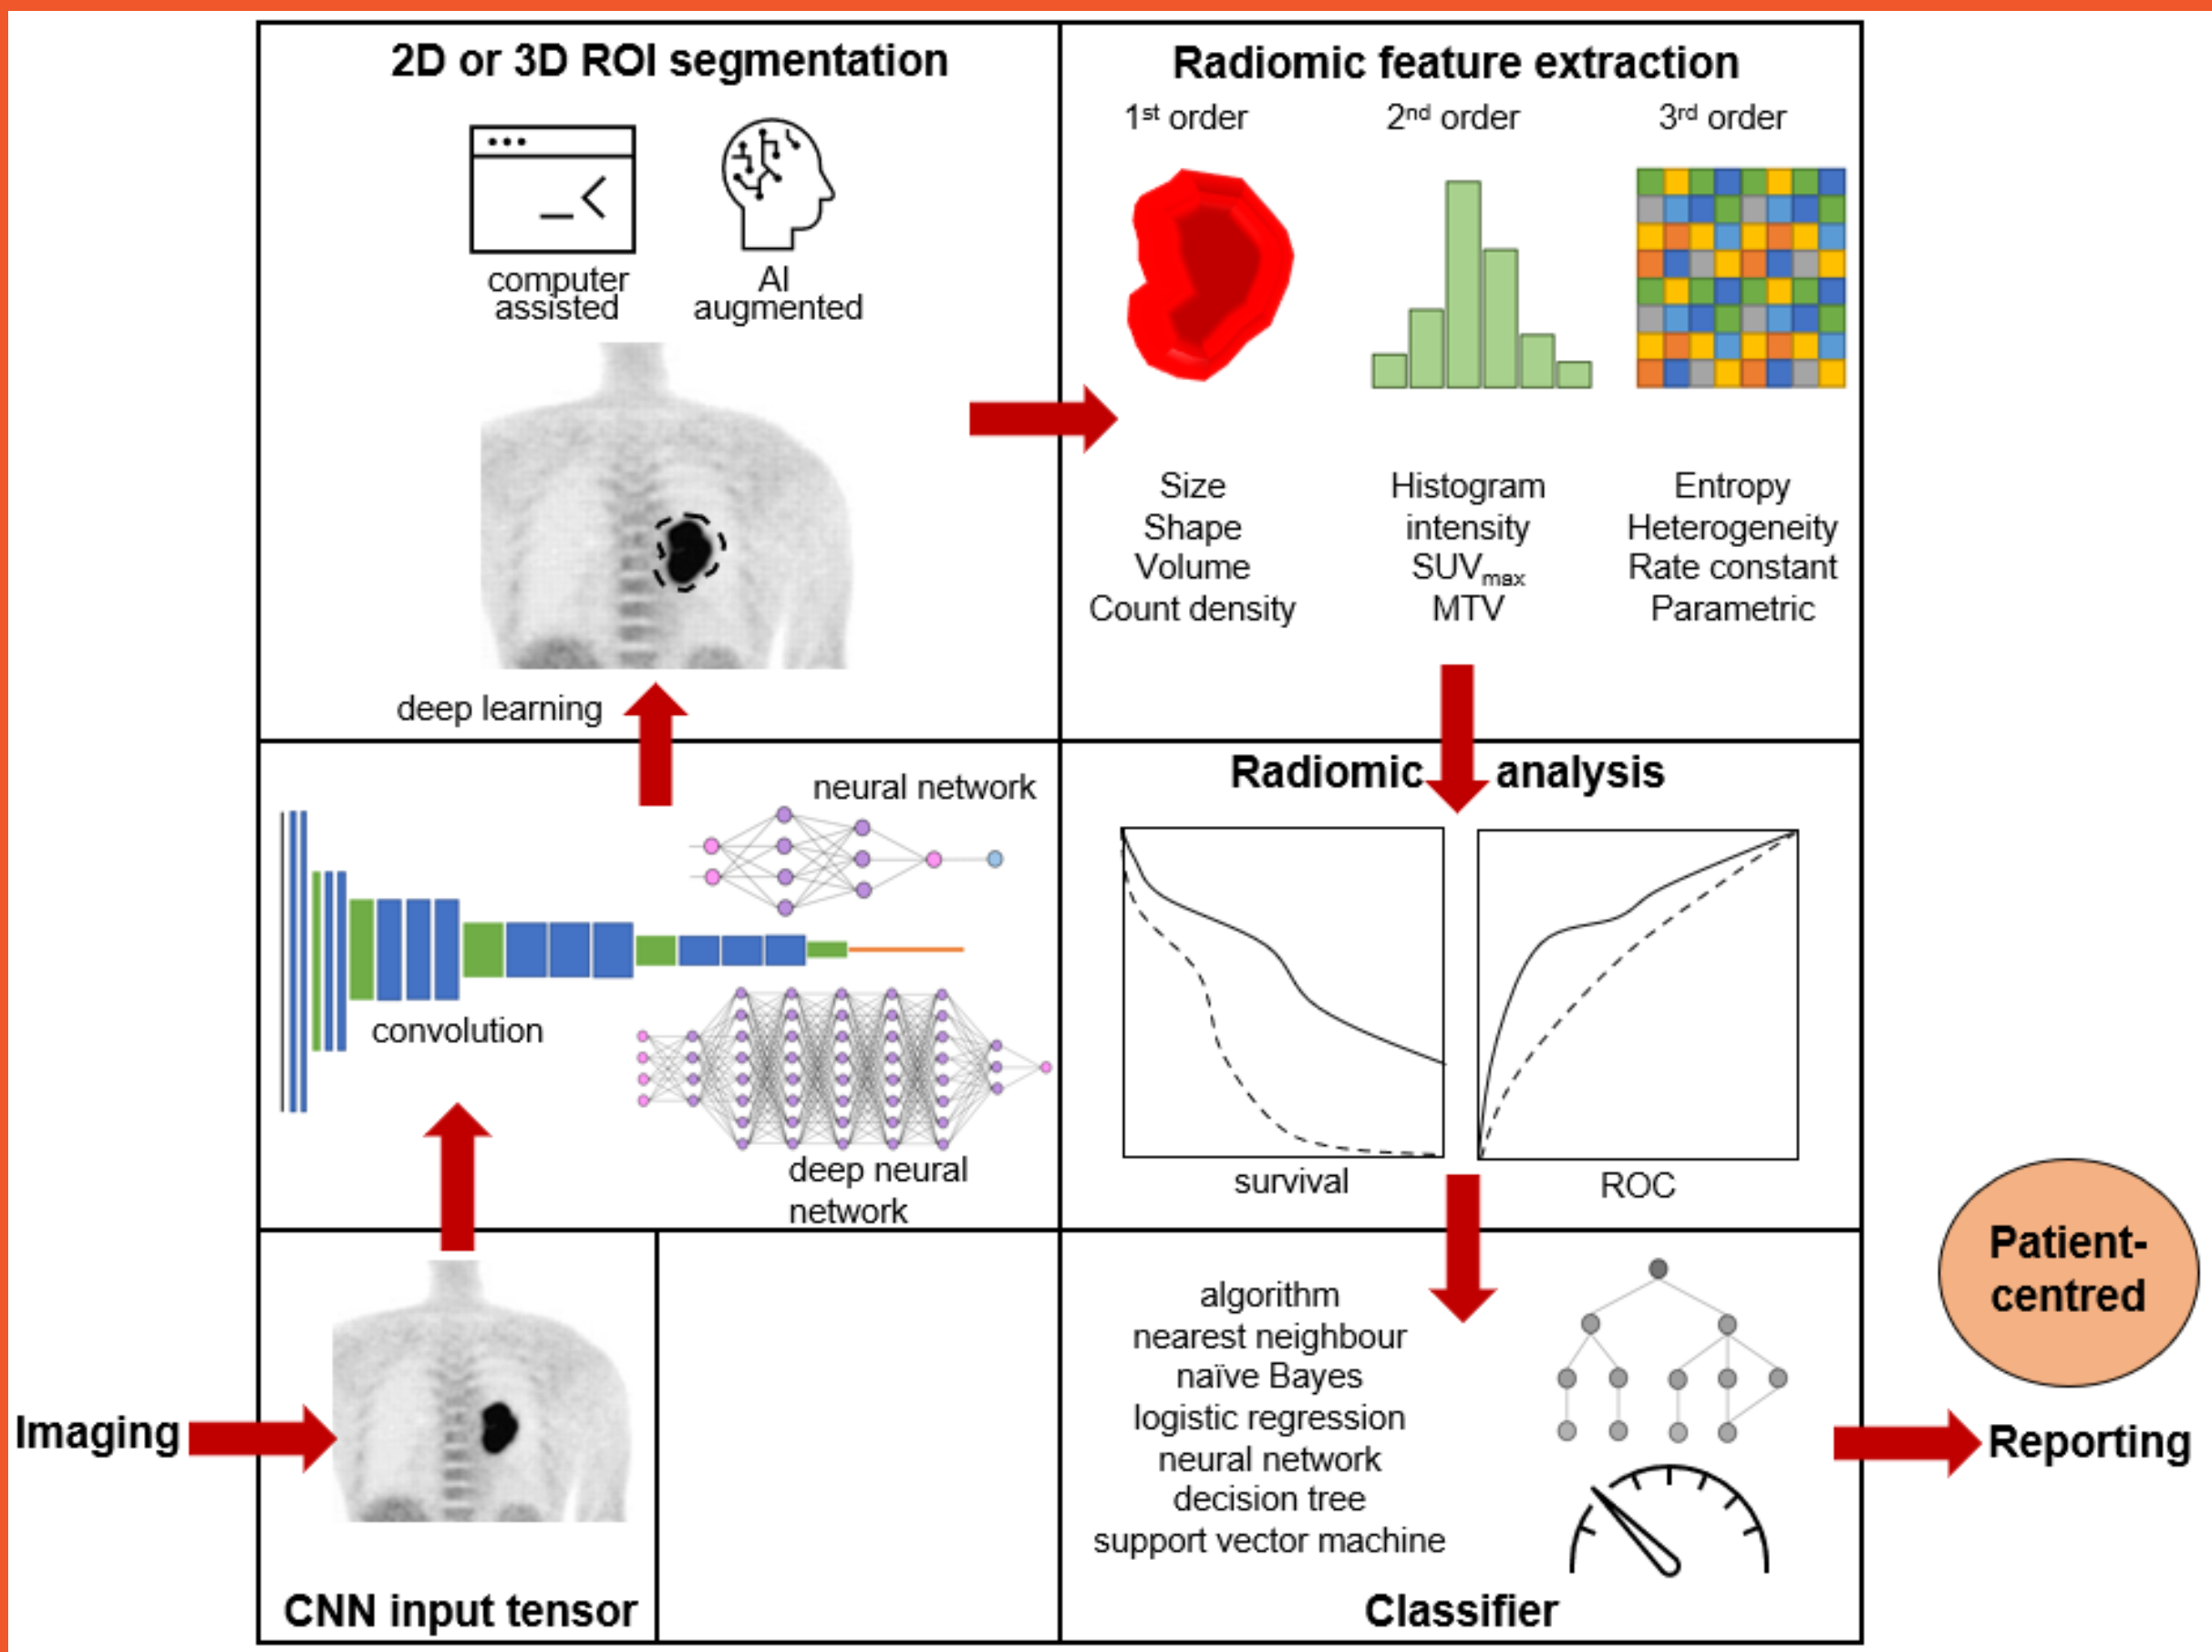 2D or 3D ROI segmentation
computer
assisted
AI
augmented
deep learning
Radiomic feature extraction
1st order
2nd order
3rd order
Size
Shape
Volume
Count density
Histogram
intensity
SUVmax
MTV
Entropy
Heterogeneity
Rate constant
Parametric
neural network
convolution
deep neural
network
Radiomic analysis
survival
ROC
Imaging
CNN input tensor
algorithm
nearest neighbour
naïve Bayes
logistic regression
neural network
decision tree
support vector machine
Classifier
Patient-
centred
Reporting